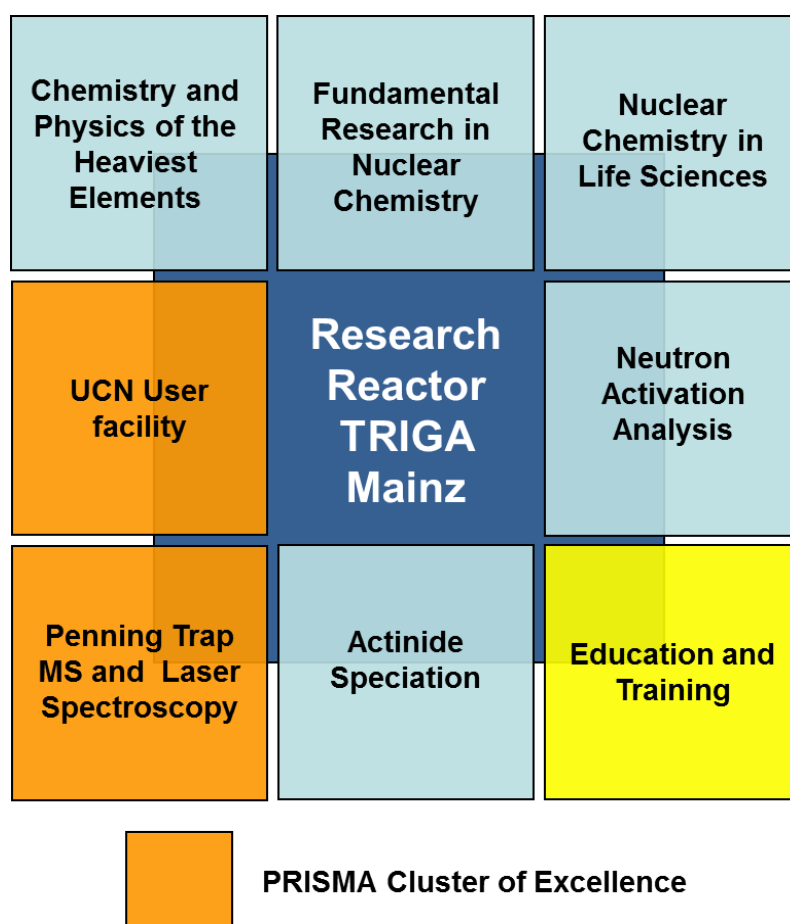 Chemistry and
Physics of the
Heaviest
Elements
Fundamental
Research in
Nuclear
Chemistry
Nuclear
Chemistry in
Life Sciences
UCN User
facility
Research
Reactor
TRIGA
Mainz
Neutron
Activation
Analysis
Penning Trap
MS and  Laser
Spectroscopy
Actinide
Speciation
Education and
Training
PRISMA Cluster of Excellence